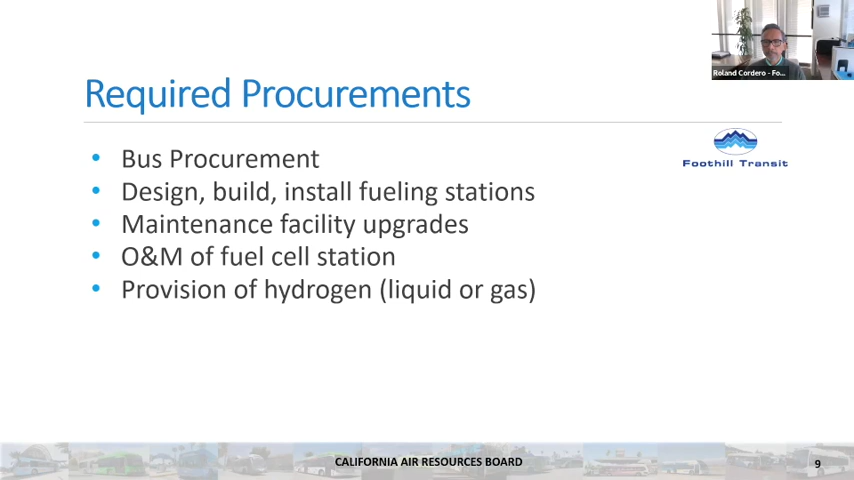 Roland Cordero - Fo...
Required Procurements
Foothill Transit
• Bus Procurement
• Design, build, install fueling stations
• Maintenance facility upgrades
• O&M of fuel cell station
• Provision of hydrogen (liquid or gas)
CALIFORNIA AIR RESOURCES BOARD
9